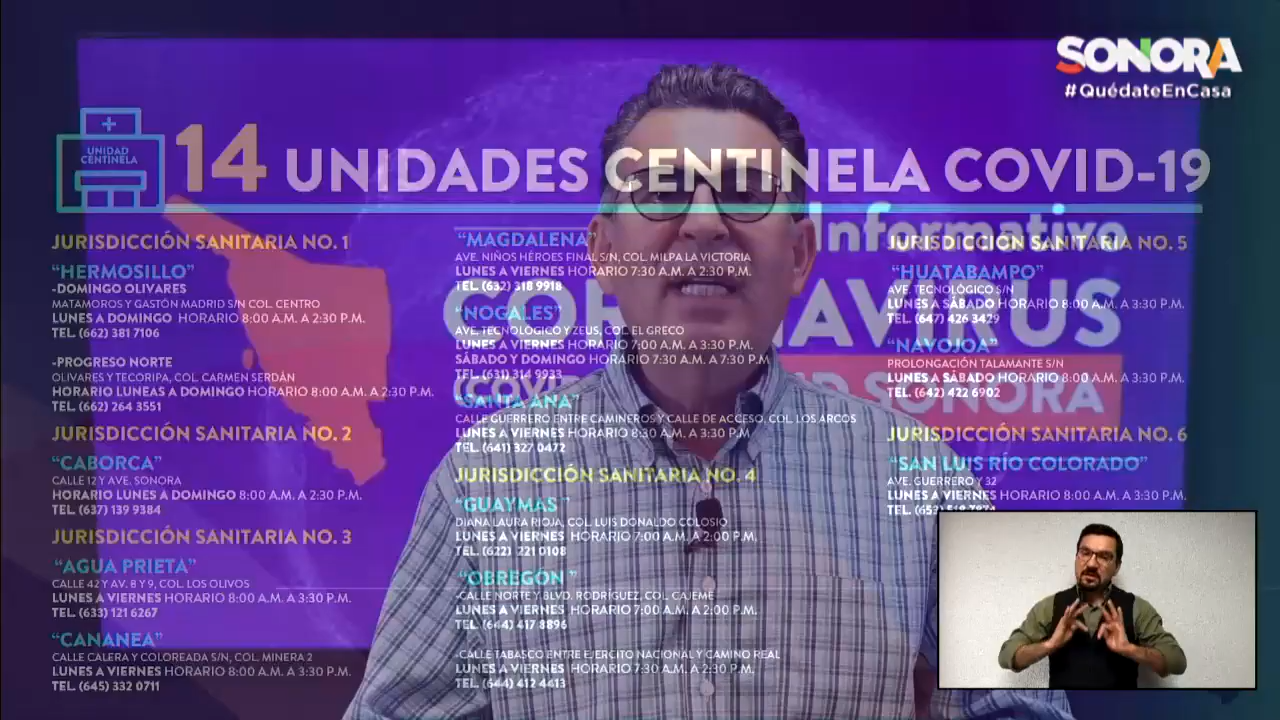 SONORA
#QuédateEnCasa
UNIDAD
CENTINELA
14 UNIDADES CENTINELA COVID-19
JURISDICCIÓN SANITARIA NO. 1
“HERMOSILLO”
-DOMINGO OLIVARES
MATAMOROS Y GASTÓN MADRID S/N COL. CENTRO
LUNES A DOMINGO HORARIO 8:00 A.M. A 2:30 P.M.
TEL. (662) 381 7106
-PROGRESO NORTE
OLIVARES Y TECORIPA, COL. CARMEN SERDÁN
HORARIO LUNEAS A DOMINGO HORARIO 8:00 A.M. A 2:30 P.M.
TEL. (662) 264 3551
JURISDICCIÓN SANITARIA NO. 2
“CABORCA”
CALLE 12 Y AVE. SONORA
HORARIO LUNES A DOMINGO 8:00 A.M. A 2:30 P.M.
TEL. (637) 139 9384
JURISDICCIÓN SANITARIA NO. 3
“AGUA PRIETA”
CALLE 42 Y AV. 8 Y 9, COL. LOS OLIVOS
LUNES A VIERNES HORARIO 8:00 A.M. A 3:30 P.M.
TEL. (633) 121 6267
“CANANEA”
CALLE CALERA Y COLOREADA S/N, COL. MINERA 2
LUNES A VIERNES HORARIO 8:00 A.M. A 3:30 P.M.
TEL. (645) 332 0711
“MAGDALENA”
AVE. NIÑOS HÉROES FINAL S/N, COL. MILPA LA VICTORIA
LUNES A VIERNES HORARIO 7:30 A.M. A 2:30 P.M.
TEL. (632) 318 9918
“NOGALES”
AVE. TECNOLÓGICO Y ZEUS, COL. EL GRECO
LUNES A VIERNES HORARIO 7:00 A.M. A 3:30 P.M.
SÁBADO Y DOMINGO HORARIO 7:30 A.M. A 7:30 P.M.
TEL. (631) 314 9933
“SANTA ANA”
CALLE GUERRERO ENTRE CAMINEROS Y CALLE DE ACCESO, COL. LOS ARCOS
LUNES A VIERNES HORARIO 8:30 A.M. A 3:30 P.M
TEL. (641) 327 0472
JURISDICCIÓN SANITARIA NO. 4
“GUAYMAS ”
DIANA LAURA RIOJA, COL. LUIS DONALDO COLOSIO
LUNES A VIERNES HORARIO 7:00 A.M. A 2:00 P.M.
TEL. (622) 221 0108
“OBREGÓN ”
-CALLE NORTE Y BLVD. RODRÍGUEZ, COL. CAJEME
LUNES A VIERNES HORARIO 7:00 A.M. A 2:00 P.M.
TEL. (644) 417 8896
-CALLE TABASCO ENTRE EJERCITO NACIONAL Y CAMINO REAL
LUNES A VIERNES HORARIO 7:30 A.M. A 2:30 P.M.
TEL. (644) 412 4413
JURISDICCIÓN SANITARIA NO. 5
“HUATABAMPO”
AVE. TECNOLÓGICO S/N
LUNES A SÁBADO HORARIO 8:00 A.M. A 3:30 P.M.
TEL. (647) 426 3429
“NAVOJOA”
PROLONGACIÓN TALAMANTE S/N
LUNES A SÁBADO HORARIO 8:00 A.M. A 3:30 P.M.
TEL. (642) 422 6902
JURISDICCIÓN SANITARIA NO. 6
“SAN LUIS RÍO COLORADO”
AVE. GUERRERO Y 32
LUNES A VIERNES HORARIO 8:00 A.M. A 3:30 P.M.
Informativo
SONORA